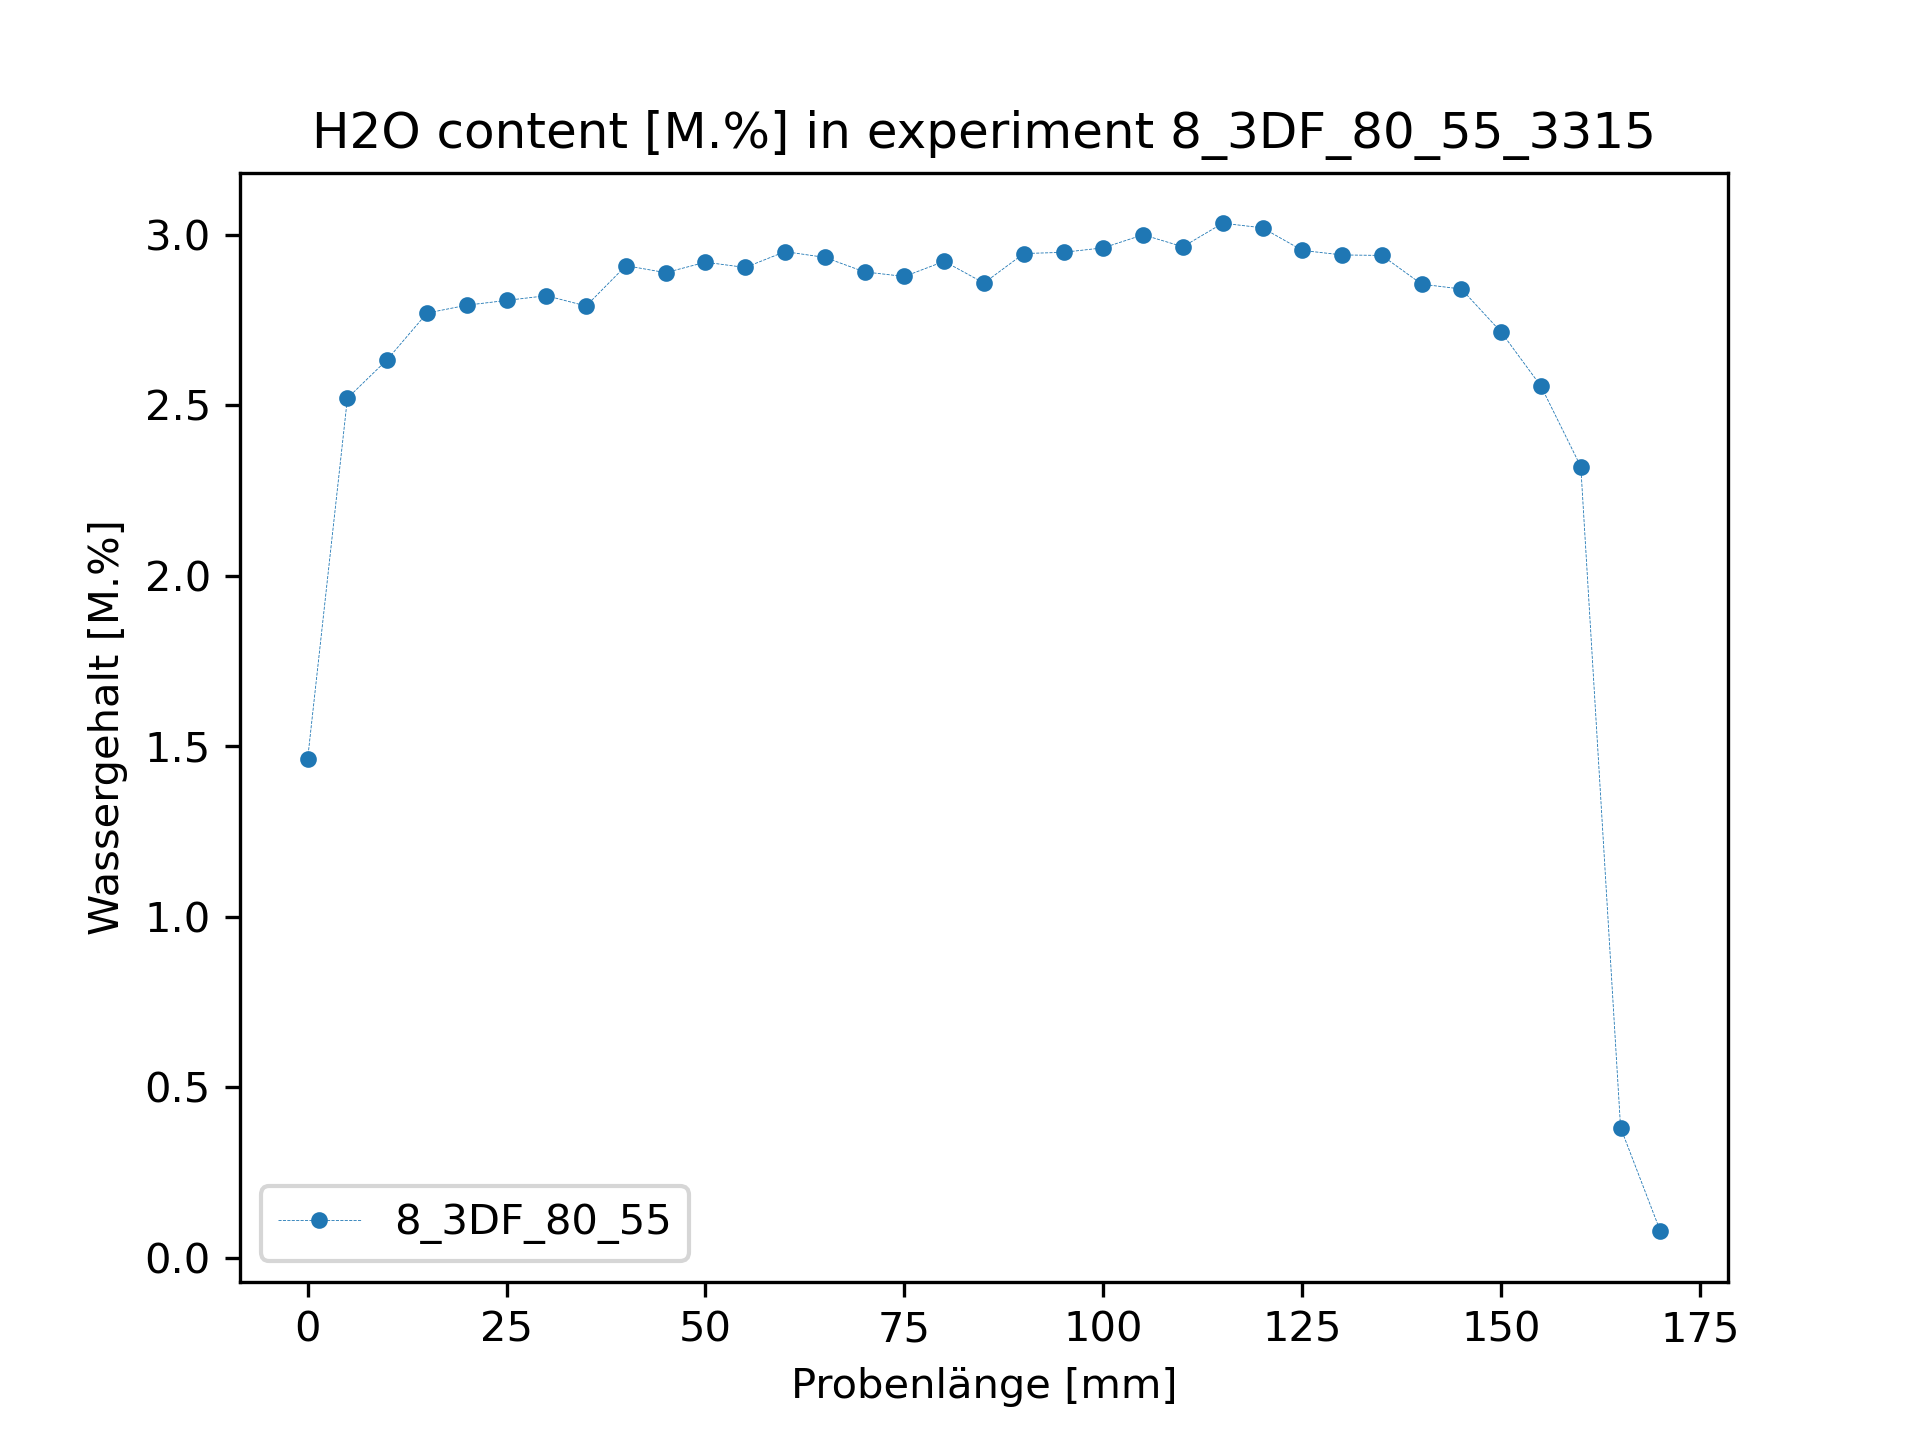 H2O content [M.%] in experiment 8_3DF_80_55_3315
Wassergehalt [M.%]
3.0
2.5
2.0
1.5
1.0
0.5
0.0
8_3DF_80_55
0 25 50 75 100 125 150 175
Probenlänge [mm]